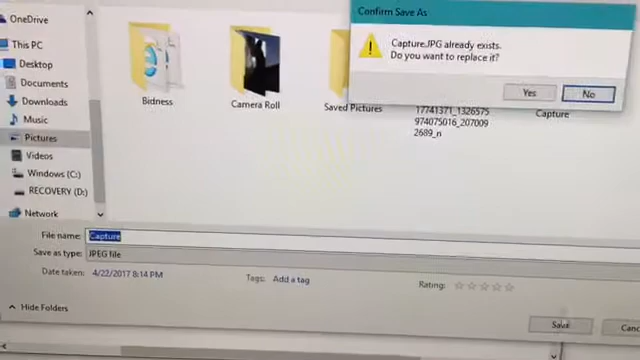 OneDrive
This PC
Desktop
Documents
Downloads
Music
Pictures
Videos
Windows (C:)
RECOVERY (D:)
Network
Bidness
Camera Roll
Saved Pictures
17741371_1326575
974075016_207009
2689_n
Capture
Confirm Save As
Capture.JPG already exists.
Do you want to replace it?
Yes
No
File name: Capture
Save as type: JPEG file
Date taken: 4/22/2017 8:14 PM
Tags: Add a tag
Rating:
Hide Folders
Save
Canc